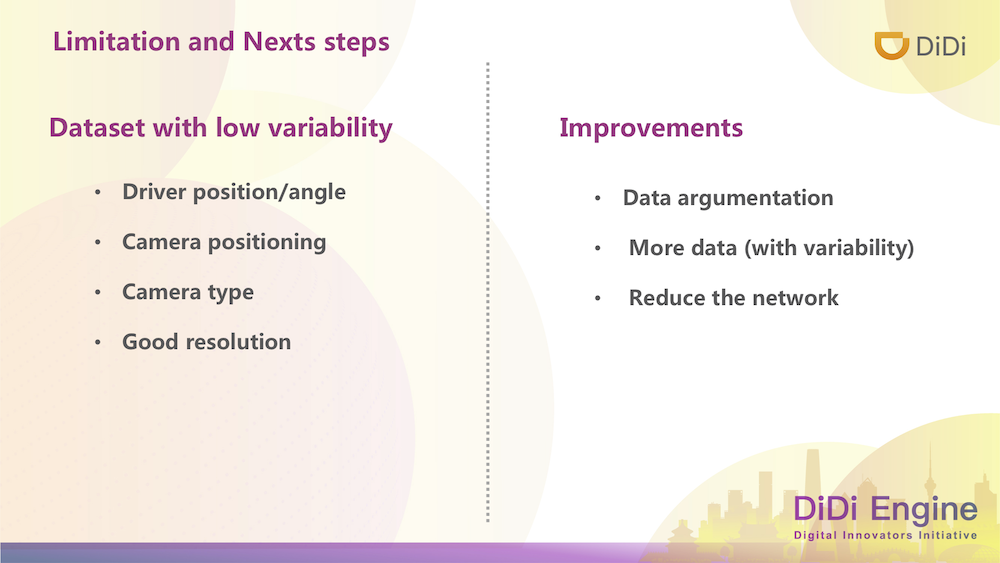 Limitation and Nexts steps
DiDi
Dataset with low variability
• Driver position/angle
• Camera positioning
• Camera type
• Good resolution
Improvements
• Data argumentation
• More data (with variability)
• Reduce the network
DiDi Engine
Digital Innovators Initiative